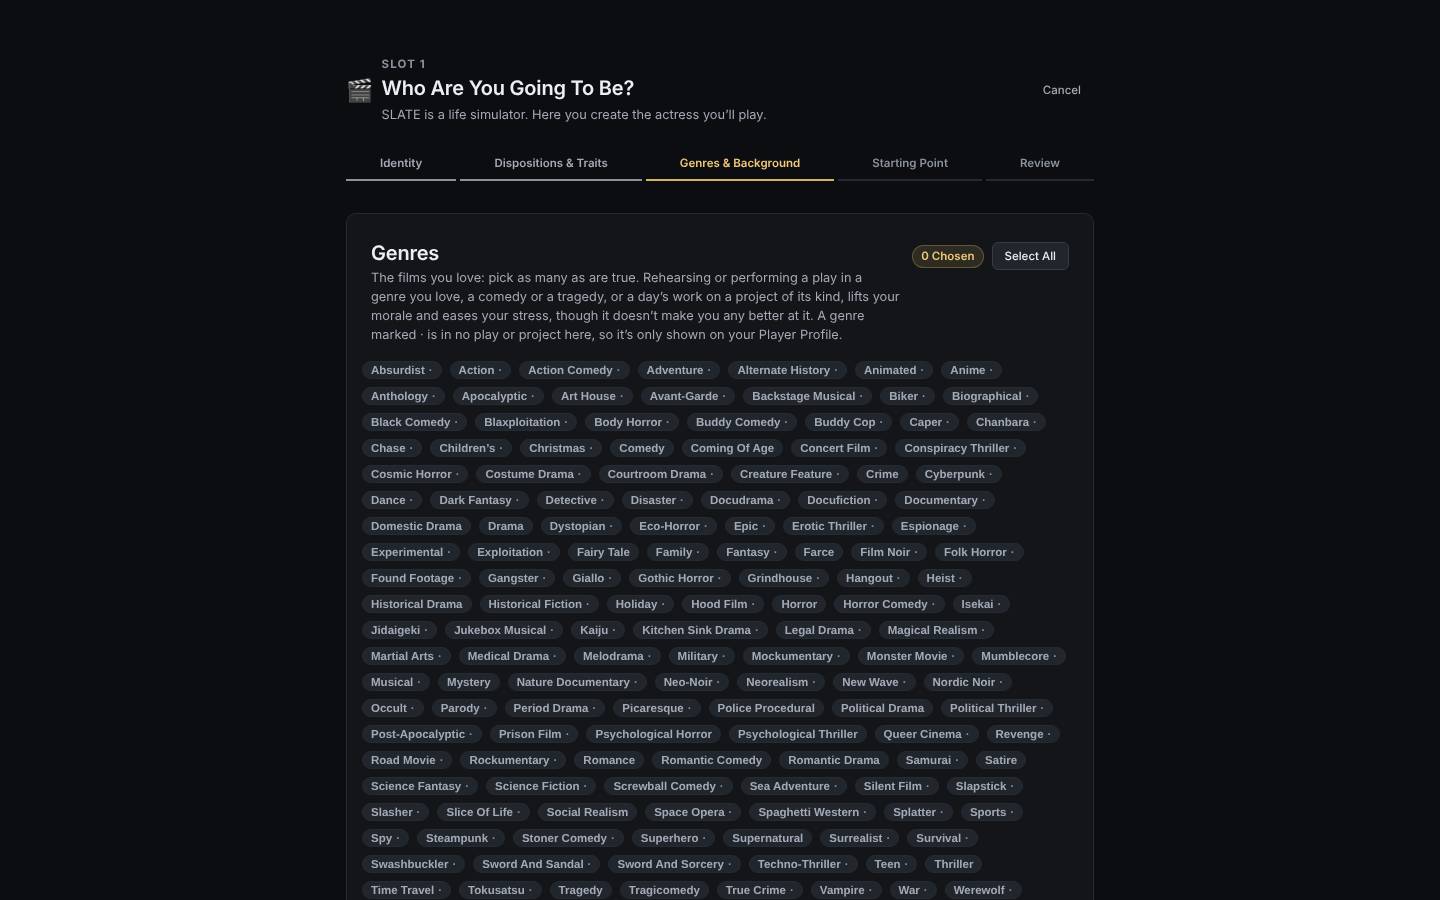 SLOT 1
🎬 Who Are You Going To Be?
SLATE is a life simulator. Here you create the actress you’ll play.
Cancel
Identity Dispositions & Traits Genres & Background Starting Point Review
Genres
0 Chosen Select All
The films you love: pick as many as are true. Rehearsing or performing a play in a
genre you love, a comedy or a tragedy, or a day’s work on a project of its kind, lifts your
morale and eases your stress, though it doesn’t make you any better at it. A genre
marked · is in no play or project here, so it’s only shown on your Player Profile.
Absurdist · Action · Action Comedy · Adventure · Alternate History · Animated · Anime ·
Anthology · Apocalyptic · Art House · Avant-Garde · Backstage Musical · Biker · Biographical ·
Black Comedy · Blaxploitation · Body Horror · Buddy Comedy · Buddy Cop · Caper · Chanbara ·
Chase · Children’s · Christmas · Comedy Coming Of Age Concert Film · Conspiracy Thriller ·
Cosmic Horror · Costume Drama · Courtroom Drama · Creature Feature · Crime Cyberpunk ·
Dance · Dark Fantasy · Detective · Disaster · Docudrama · Docufiction · Documentary ·
Domestic Drama Drama Dystopian · Eco-Horror · Epic · Erotic Thriller · Espionage ·
Experimental · Exploitation · Fairy Tale Family · Fantasy · Farce Film Noir · Folk Horror ·
Found Footage · Gangster · Giallo · Gothic Horror · Grindhouse · Hangout · Heist ·
Historical Drama Historical Fiction · Holiday · Hood Film · Horror Horror Comedy · Isekai ·
Jidaigeki · Jukebox Musical · Kaiju · Kitchen Sink Drama · Legal Drama · Magical Realism ·
Martial Arts · Medical Drama · Melodrama · Military · Mockumentary · Monster Movie · Mumblecore ·
Musical · Mystery Nature Documentary · Neo-Noir · Neorealism · New Wave · Nordic Noir ·
Occult · Parody · Period Drama · Picaresque · Police Procedural Political Drama Political Thriller ·
Post-Apocalyptic · Prison Film · Psychological Horror Psychological Thriller Queer Cinema · Revenge ·
Road Movie · Rockumentary · Romance Romantic Comedy Romantic Drama Samurai · Satire
Science Fantasy · Science Fiction · Screwball Comedy · Sea Adventure · Silent Film · Slapstick ·
Slasher · Slice Of Life · Social Realism Space Opera · Spaghetti Western · Splatter · Sports ·
Spy · Steampunk · Stoner Comedy · Superhero · Supernatural Surrealist · Survival ·
Swashbuckler · Sword And Sandal · Sword And Sorcery · Techno-Thriller · Teen · Thriller
Time Travel · Tokusatsu · Tragedy Tragicomedy True Crime · Vampire · War · Werewolf ·